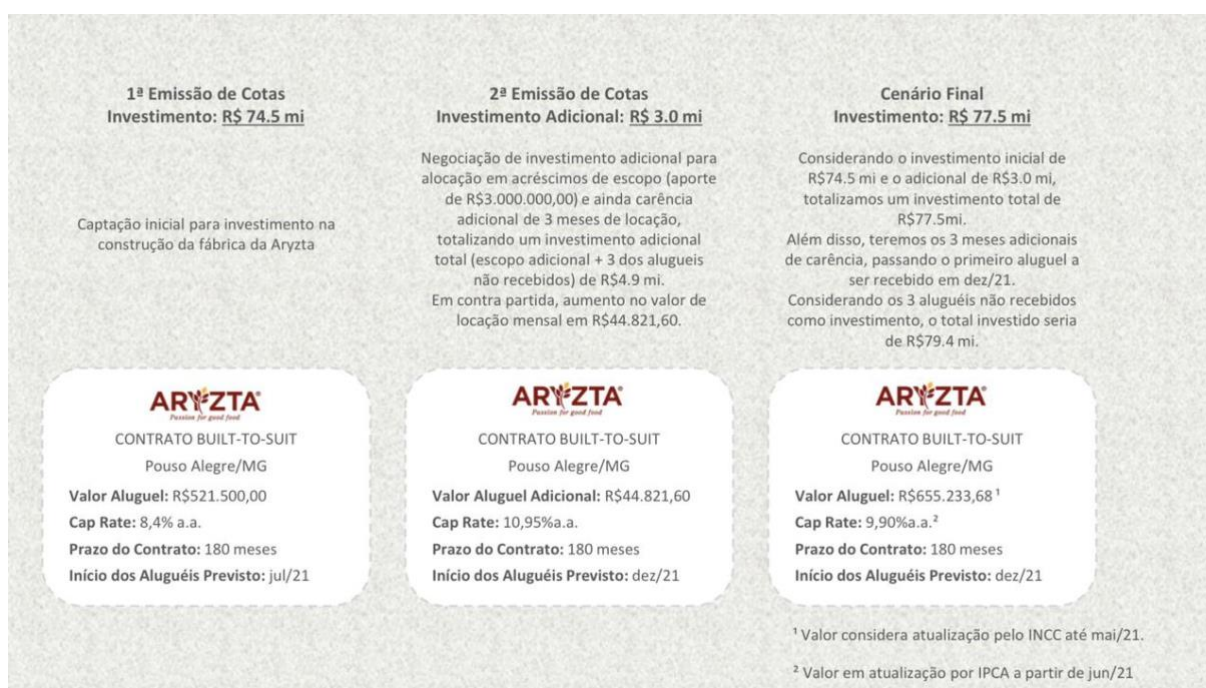 1ª Emissão de Cotas
Investimento: R$ 74.5 mi
Captação inicial para investimento na
construção da fábrica da Aryzta
ARYZTA®
Passion for good food
CONTRATO BUILT-TO-SUIT
Pouso Alegre/MG
Valor Aluguel: R$521.500,00
Cap Rate: 8,4% a.a.
Prazo do Contrato: 180 meses
Início dos Aluguéis Previsto: jul/21
2ª Emissão de Cotas
Investimento Adicional: R$ 3.0 mi
Negociação de investimento adicional para
alocação em acréscimos de escopo (aporte
de R$3.000.000,00) e ainda carência
adicional de 3 meses de locação,
totalizando um investimento adicional
total (escopo adicional + 3 dos alugueis
não recebidos) de R$4.9 mi.
Em contra partida, aumento no valor de
locação mensal em R$44.821,60.
ARYZTA®
Passion for good food
CONTRATO BUILT-TO-SUIT
Pouso Alegre/MG
Valor Aluguel Adicional: R$44.821,60
Cap Rate: 10,95%a.a.
Prazo do Contrato: 180 meses
Início dos Aluguéis Previsto: dez/21
Cenário Final
Investimento: R$ 77.5 mi
Considerando o investimento inicial de
R$74.5 mi e o adicional de R$3.0 mi,
totalizamos um investimento total de
R$77.5mi.
Além disso, teremos os 3 meses adicionais
de carência, passando o primeiro aluguel a
ser recebido em dez/21.
Considerando os 3 aluguéis não recebidos
como investimento, o total investido seria
de R$79.4 mi.
ARYZTA®
Passion for good food
CONTRATO BUILT-TO-SUIT
Pouso Alegre/MG
Valor Aluguel: R$655.233,68 ¹
Cap Rate: 9,90%a.a.²
Prazo do Contrato: 180 meses
Início dos Aluguéis Previsto: dez/21
¹ Valor considera atualização pelo INCC até mai/21.
² Valor em atualização por IPCA a partir de jun/21